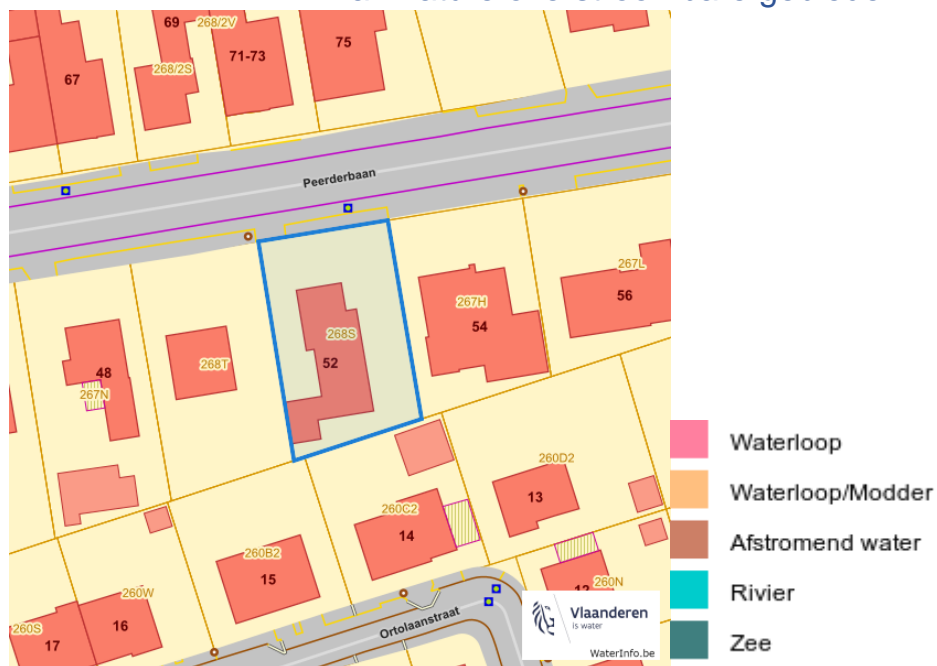 69
268/2V
67
268/2S
71-73
75
Peerderbaan
267L
267H
56
54
268S
52
268T
48
267N
260D2
13
260C2
14
260B2
15
260W
16
260S
17
260N
Ortolaanstraat
Vlaanderen
is water
WaterInfo.be
Waterloop
Waterloop/Modder
Afstromend water
Rivier
Zee